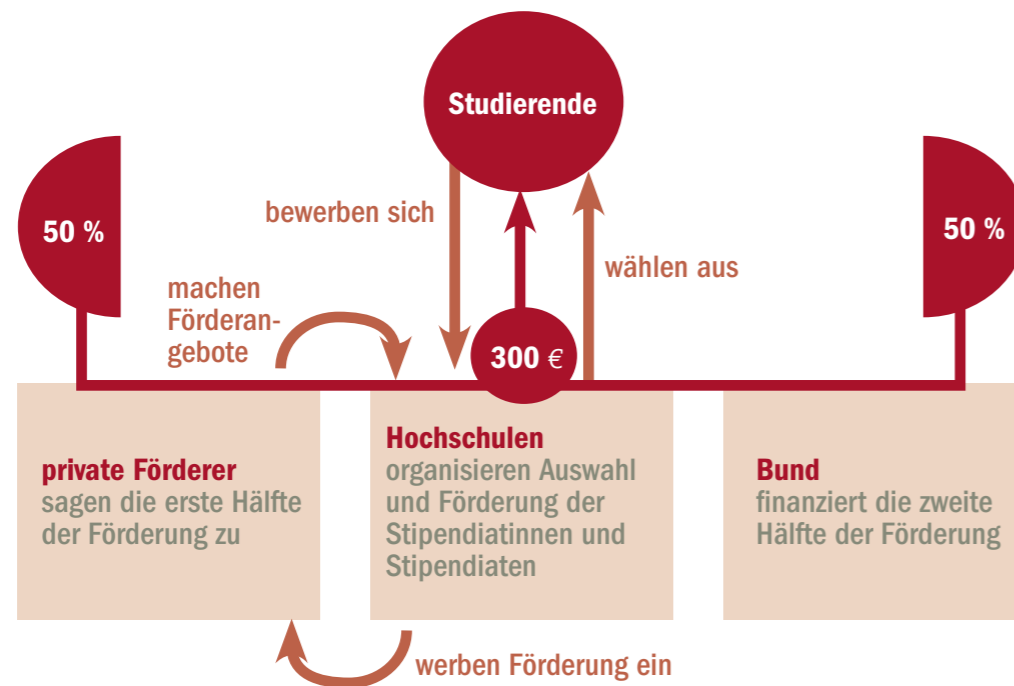 Studierende
50 %
50 %
bewerben sich
wählen aus
machen
Förderan-
gebote
300 €
private Förderer
sagen die erste Hälfte
der Förderung zu
Hochschulen
organisieren Auswahl
und Förderung der
Stipendiatinnen und
Stipendiaten
Bund
finanziert die zweite
Hälfte der Förderung
werben Förderung ein